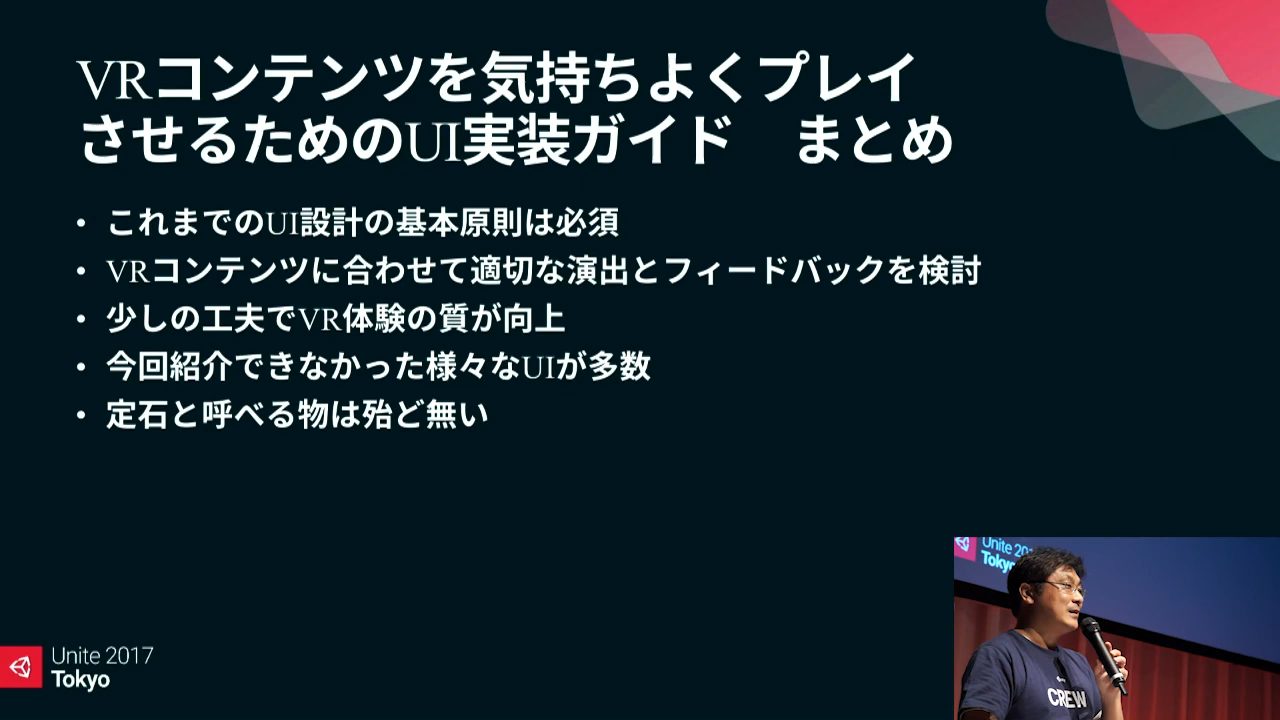 VRコンテンツを気持ちよくプレイ
させるためのUI実装ガイド　まとめ
• これまでのUI設計の基本原則は必須
• VRコンテンツに合わせて適切な演出とフィードバックを検討
• 少しの工夫でVR体験の質が向上
• 今回紹介できなかった様々なUIが多数
• 定石と呼べる物は殆ど無い
Unite 2017
Tokyo
Unite 20
Tokyo
CREW